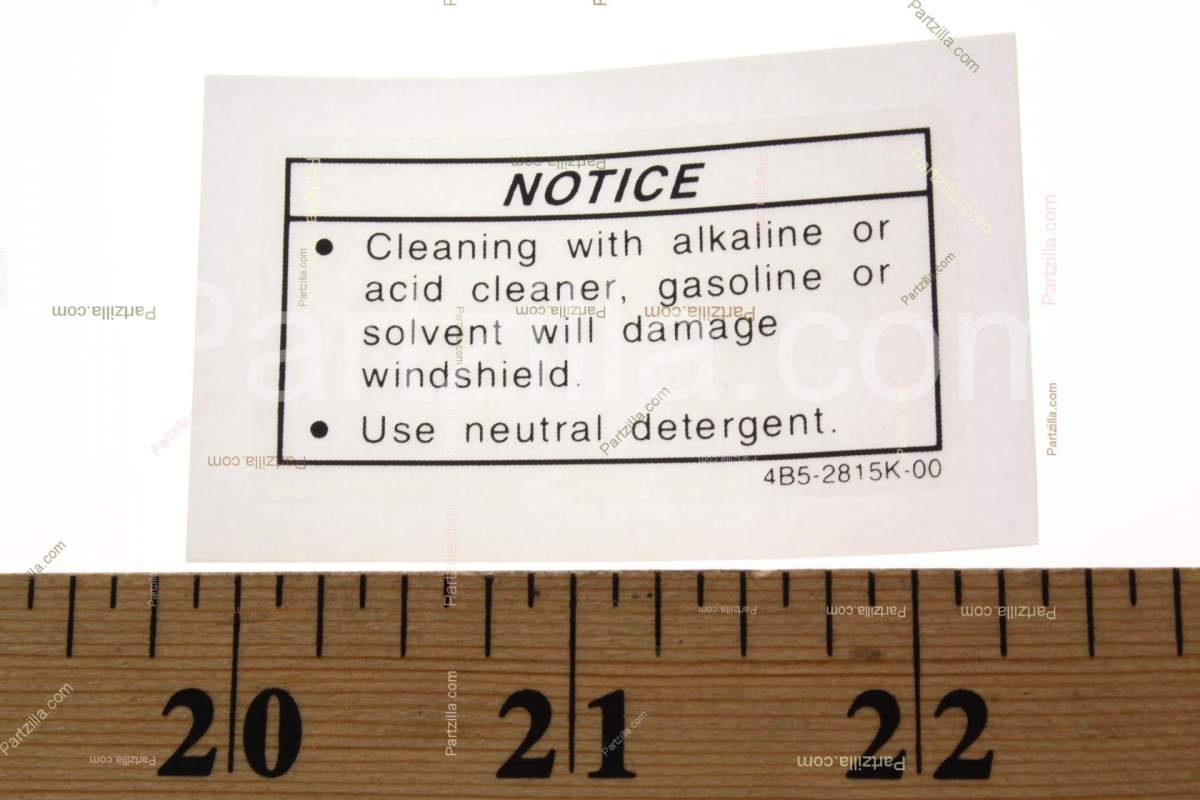 NOTICE
● Cleaning with alkaline or
acid cleaner, gasoline or
solvent will damage
windshield.
● Use neutral detergent.
4B5-2815K-00
20 21 22
Partzilla.com